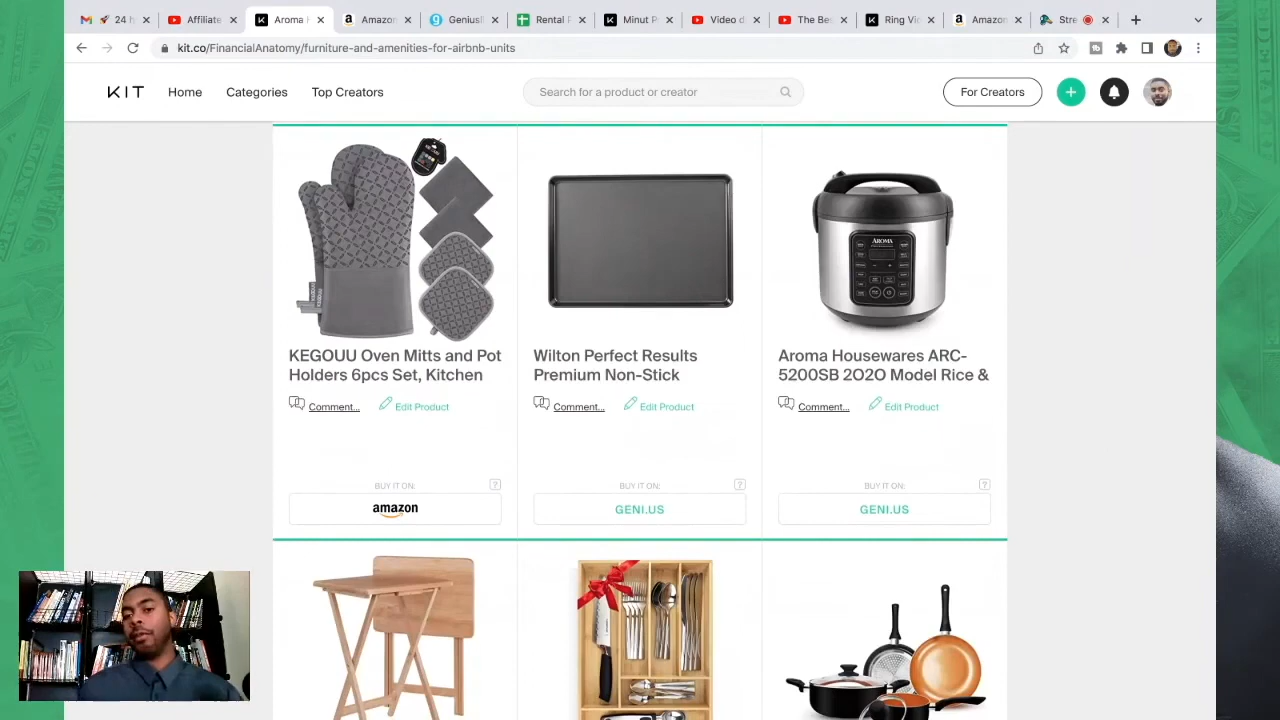 24 h
Affiliate
Aroma H
Amazon
Geniusli
Rental P
Minut P
Video d
The Bes
Ring Vid
Amazon
Stre
kit.co/FinancialAnatomy/furniture-and-amenities-for-airbnb-units
KIT
Home
Categories
Top Creators
Search for a product or creator
For Creators
AROMA
KEGOUU Oven Mitts and Pot
Holders 6pcs Set, Kitchen
Wilton Perfect Results
Premium Non-Stick
Aroma Housewares ARC-
5200SB 2O2O Model Rice &
Comment...
Edit Product
Comment...
Edit Product
Comment...
Edit Product
BUY IT ON:
?
BUY IT ON:
?
BUY IT ON:
?
amazon
GENI.US
GENI.US